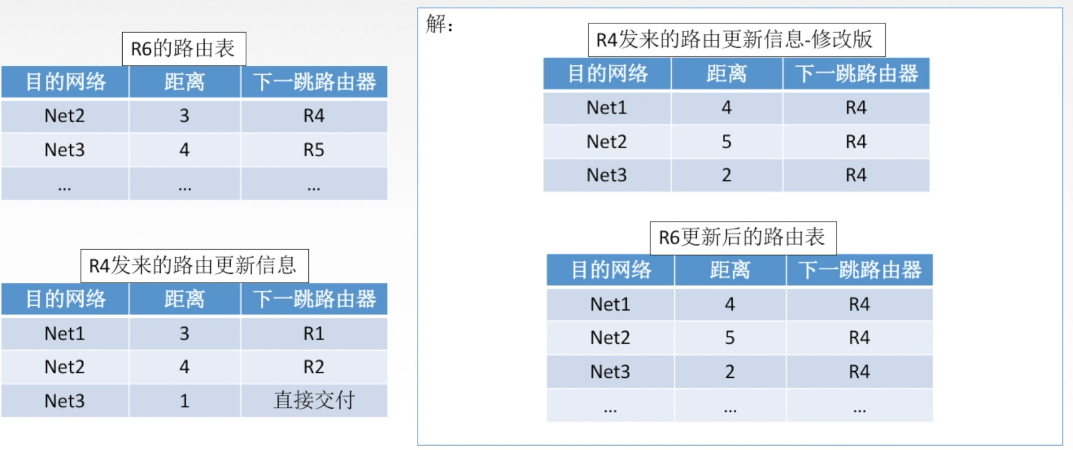 R6的路由表
目的网络 距离 下一跳路由器
Net2 3 R4
Net3 4 R5
... ... ...
R4发来的路由更新信息
目的网络 距离 下一跳路由器
Net1 3 R1
Net2 4 R2
Net3 1 直接交付
解：
R4发来的路由更新信息-修改版
目的网络 距离 下一跳路由器
Net1 4 R4
Net2 5 R4
Net3 2 R4
R6更新后的路由表
目的网络 距离 下一跳路由器
Net1 4 R4
Net2 5 R4
Net3 2 R4
... ... ...